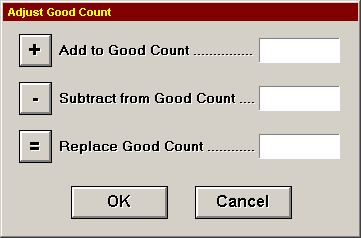 Adjust Good Count
+ Add to Good Count ...............
- Subtract from Good Count ....
= Replace Good Count ............
OK Cancel